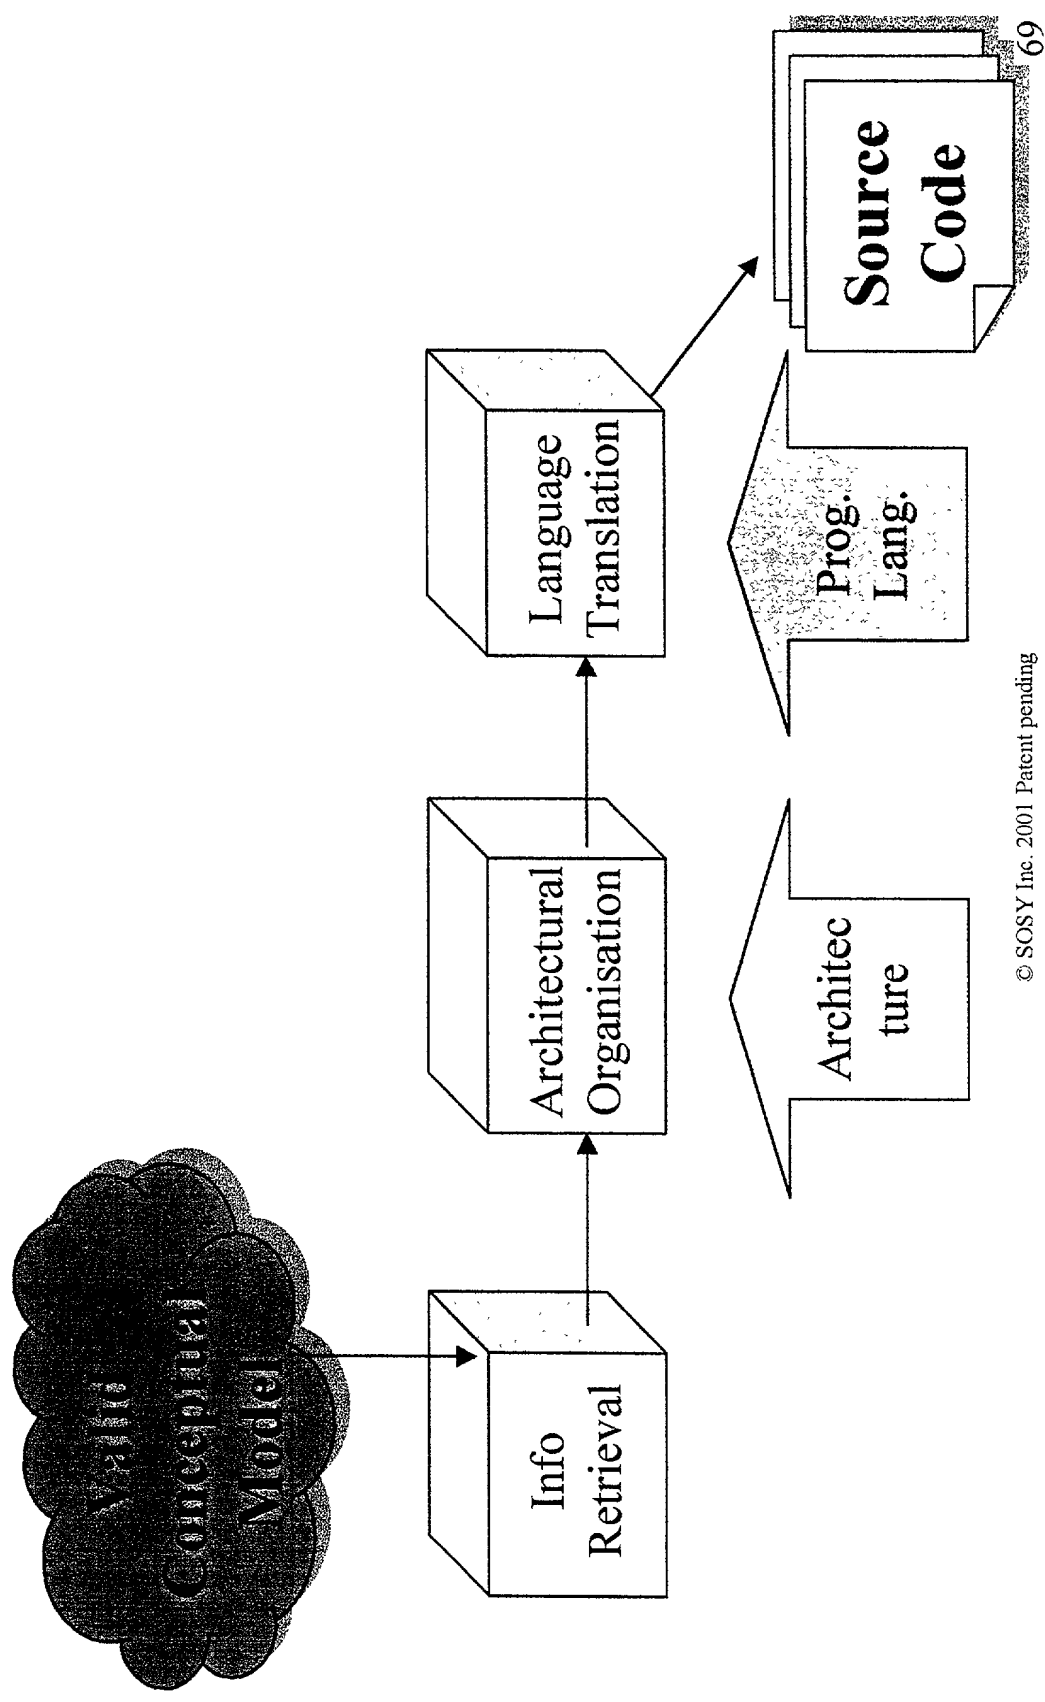 Valid
Conceptual
Model
Info
Retrieval
Architectural
Organisation
Language
Translation
Architec
ture
Prog.
Lang.
Source
Code
© SOSY Inc. 2001 Patent pending
69